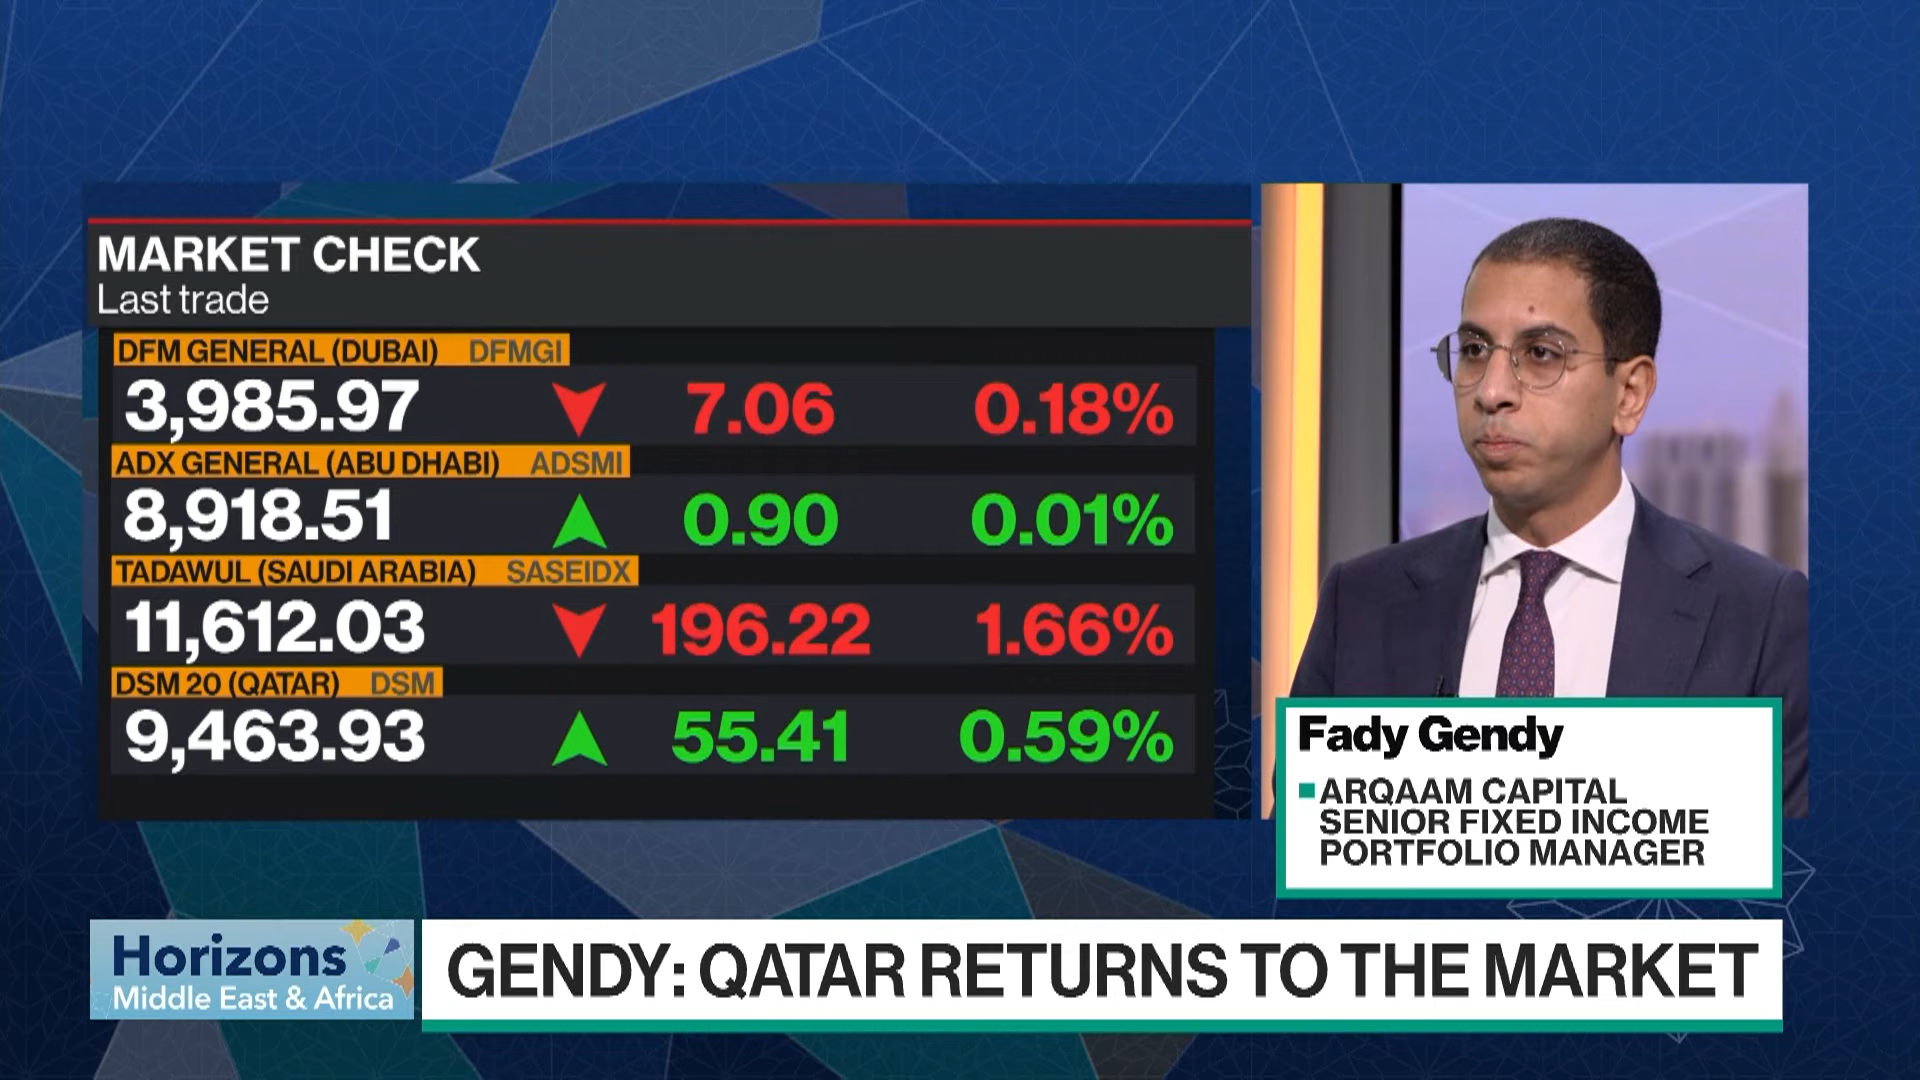 MARKET CHECK
Last trade
DFM GENERAL (DUBAI) DFMGI
3,985.97 7.06 0.18%
ADX GENERAL (ABU DHABI) ADSMI
8,918.51 0.90 0.01%
TADAWUL (SAUDI ARABIA) SASEIDX
11,612.03 196.22 1.66%
DSM 20 (QATAR) DSM
9,463.93 55.41 0.59%
Fady Gendy
ARQAAM CAPITAL
SENIOR FIXED INCOME
PORTFOLIO MANAGER
Horizons
Middle East & Africa
GENDY: QATAR RETURNS TO THE MARKET